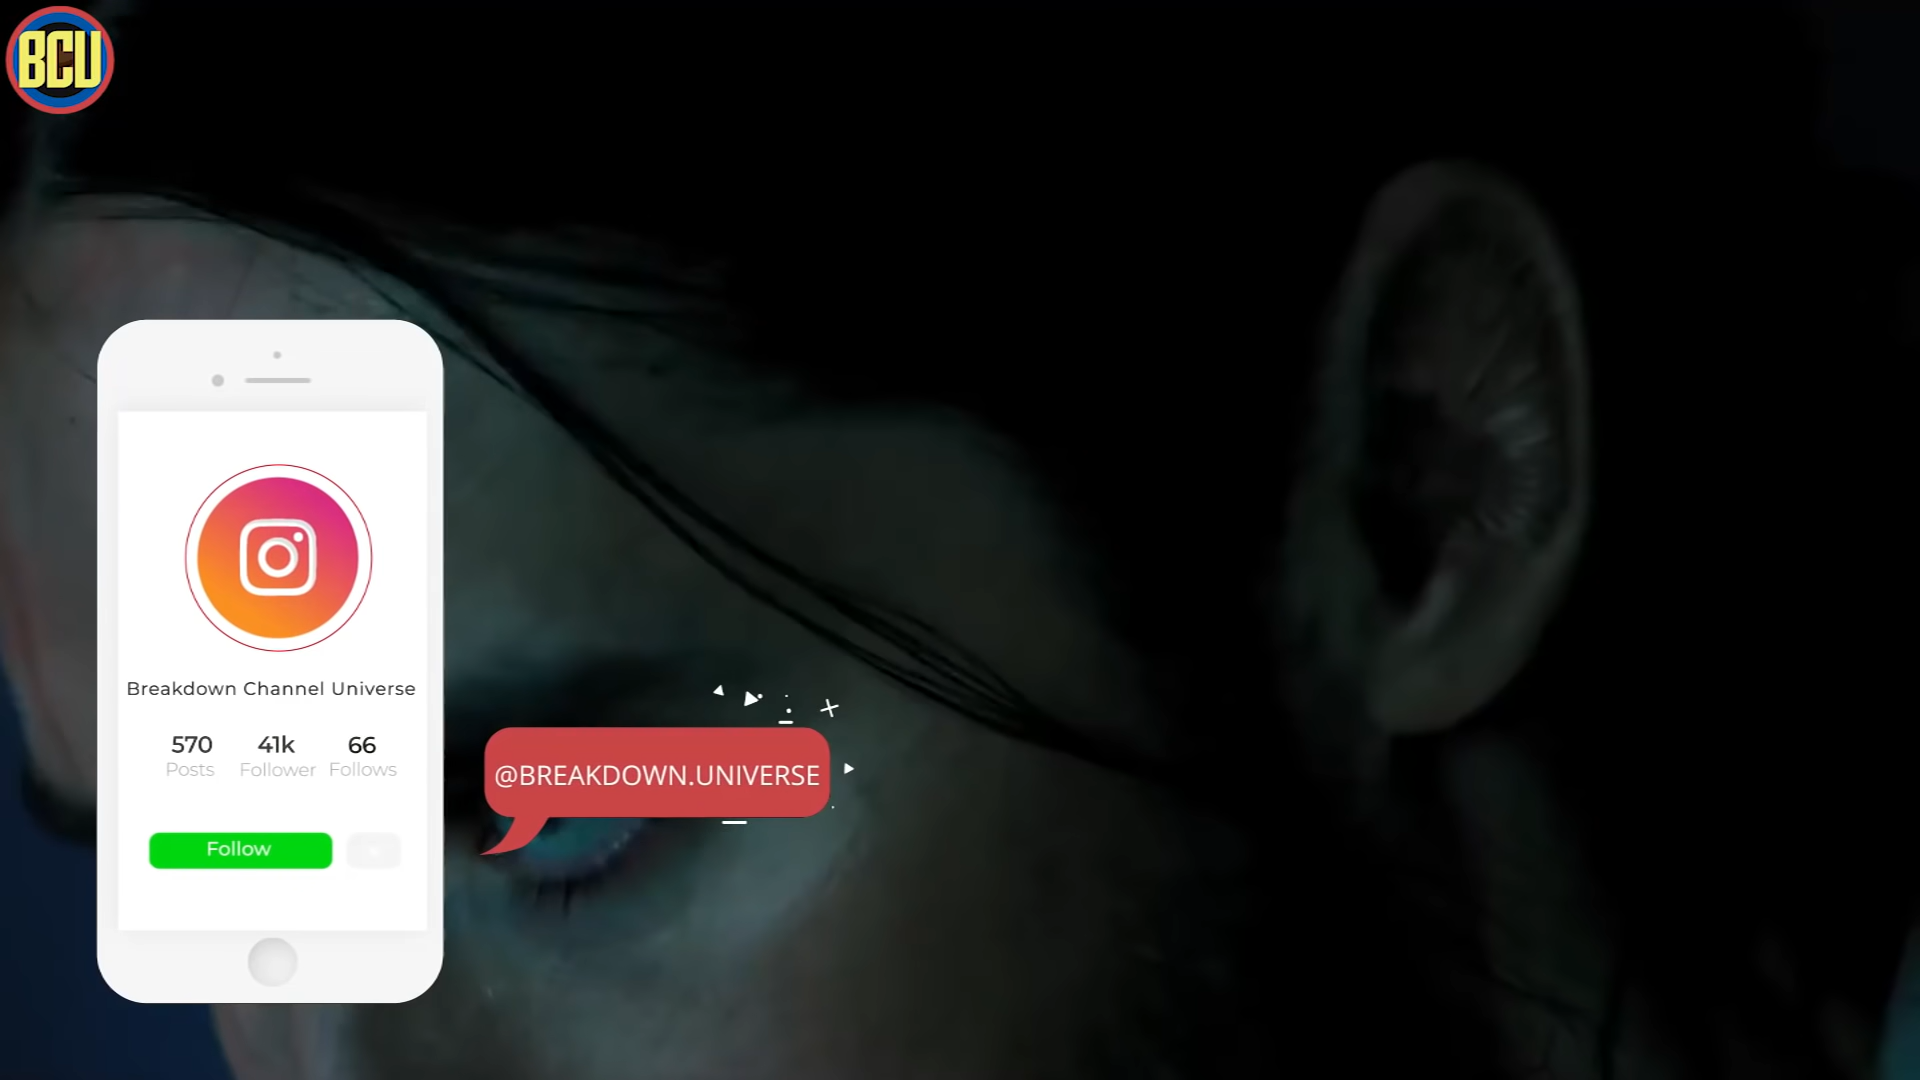 BCU
Breakdown Channel Universe
570 41k 66
Posts Follower Follows
@BREAKDOWN.UNIVERSE
Follow